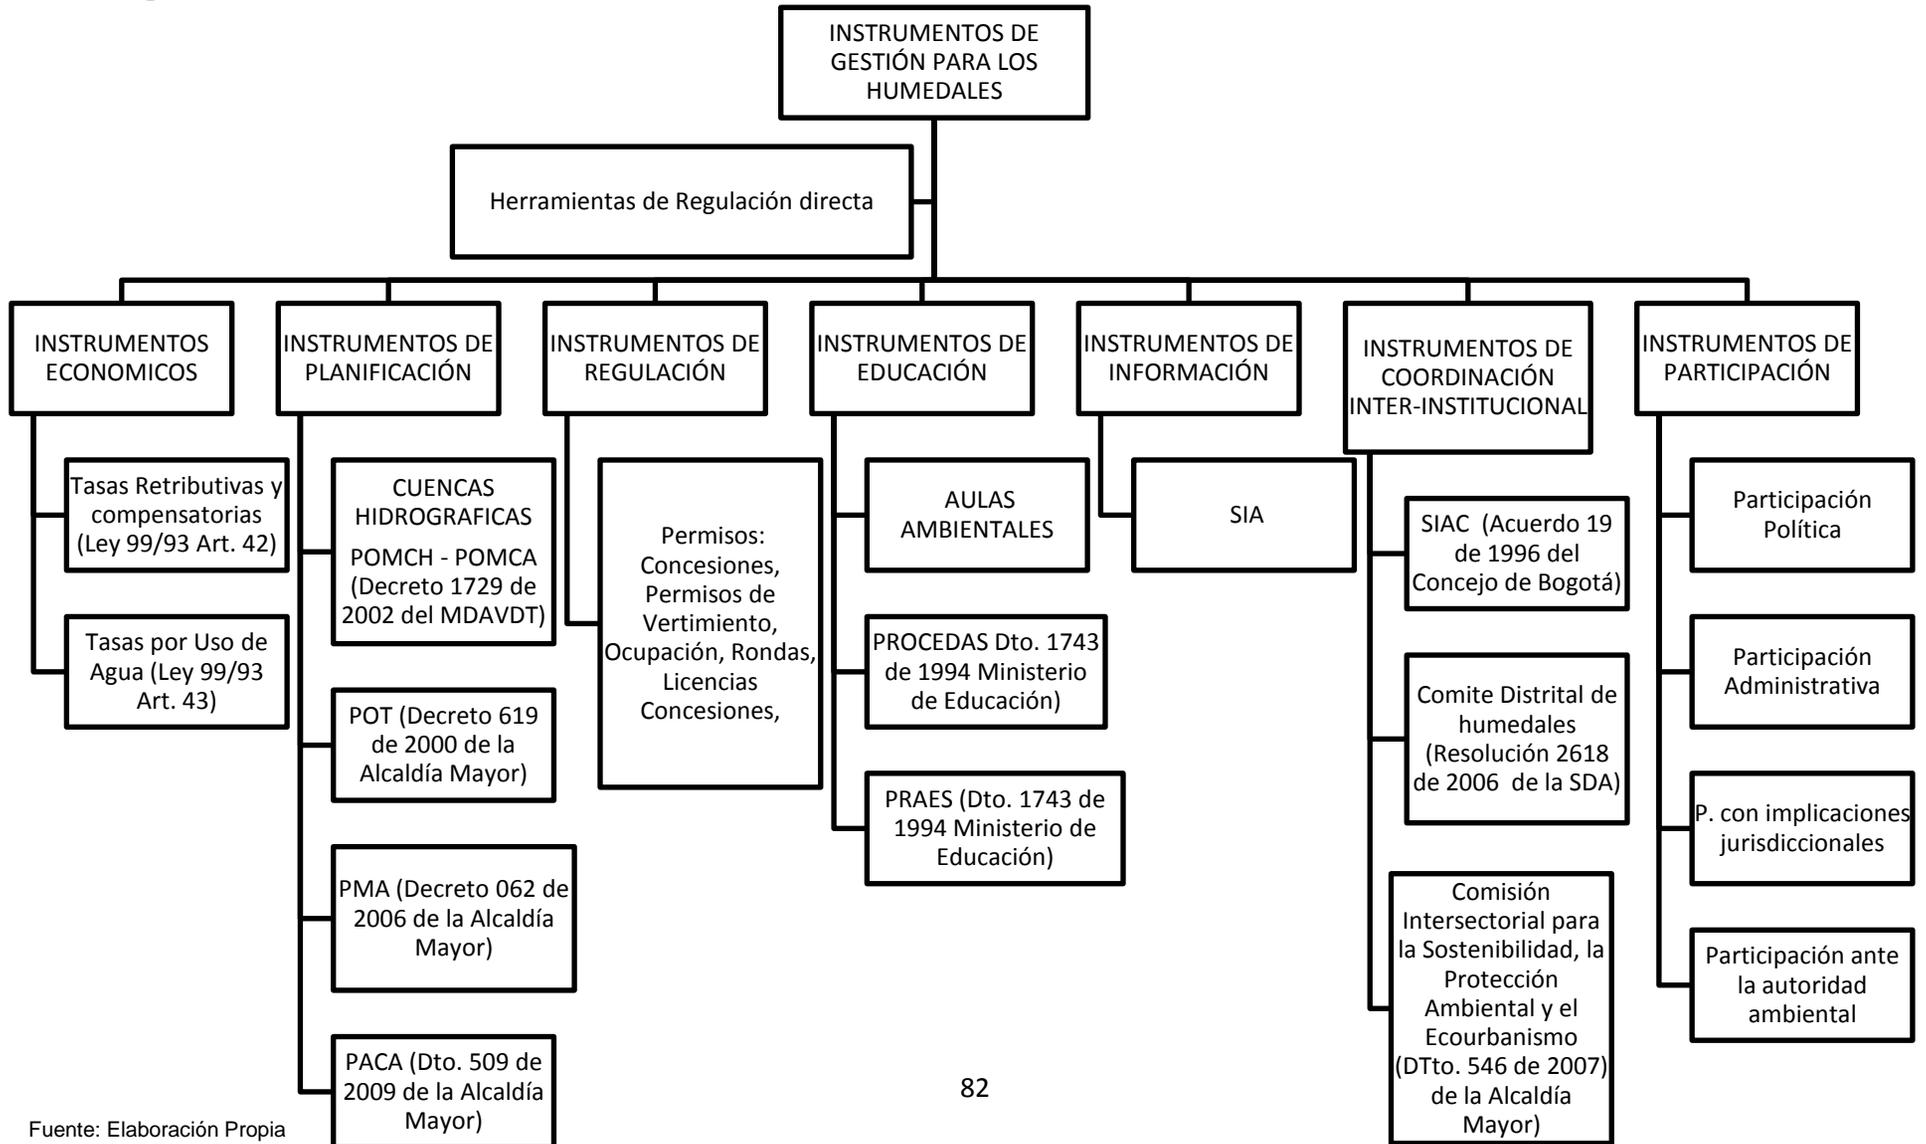 INSTRUMENTOS DE
GESTIÓN PARA LOS
HUMEDALES
Herramientas de Regulación directa
INSTRUMENTOS
ECONOMICOS
Tasas Retributivas y
compensatorias
(Ley 99/93 Art. 42)
Tasas por Uso de
Agua (Ley 99/93
Art. 43)
INSTRUMENTOS DE
PLANIFICACIÓN
CUENCAS
HIDROGRAFICAS
POMCH - POMCA
(Decreto 1729 de
2002 del MDAVDT)
POT (Decreto 619
de 2000 de la
Alcaldía Mayor)
PMA (Decreto 062 de
2006 de la Alcaldía
Mayor)
PACA (Dto. 509 de
2009 de la Alcaldía
Mayor)
INSTRUMENTOS DE
REGULACIÓN
Permisos:
Concesiones,
Permisos de
Vertimiento,
Ocupación, Rondas,
Licencias
Concesiones,
INSTRUMENTOS DE
EDUCACIÓN
AULAS
AMBIENTALES
PROCEDAS Dto. 1743
de 1994 Ministerio
de Educación)
PRAES (Dto. 1743 de
1994 Ministerio de
Educación)
INSTRUMENTOS DE
INFORMACIÓN
SIA
INSTRUMENTOS DE
COORDINACIÓN
INTER-INSTITUCIONAL
SIAC (Acuerdo 19
de 1996 del
Concejo de Bogotá)
Comite Distrital de
humedales
(Resolución 2618
de 2006 de la SDA)
Comisión
Intersectorial para
la Sostenibilidad, la
Protección
Ambiental y el
Ecourbanismo
(DTto. 546 de 2007)
de la Alcaldía
Mayor)
INSTRUMENTOS DE
PARTICIPACIÓN
Participación
Política
Participación
Administrativa
P. con implicaciones
jurisdiccionales
Participación ante
la autoridad
ambiental
82
Fuente: Elaboración Propia